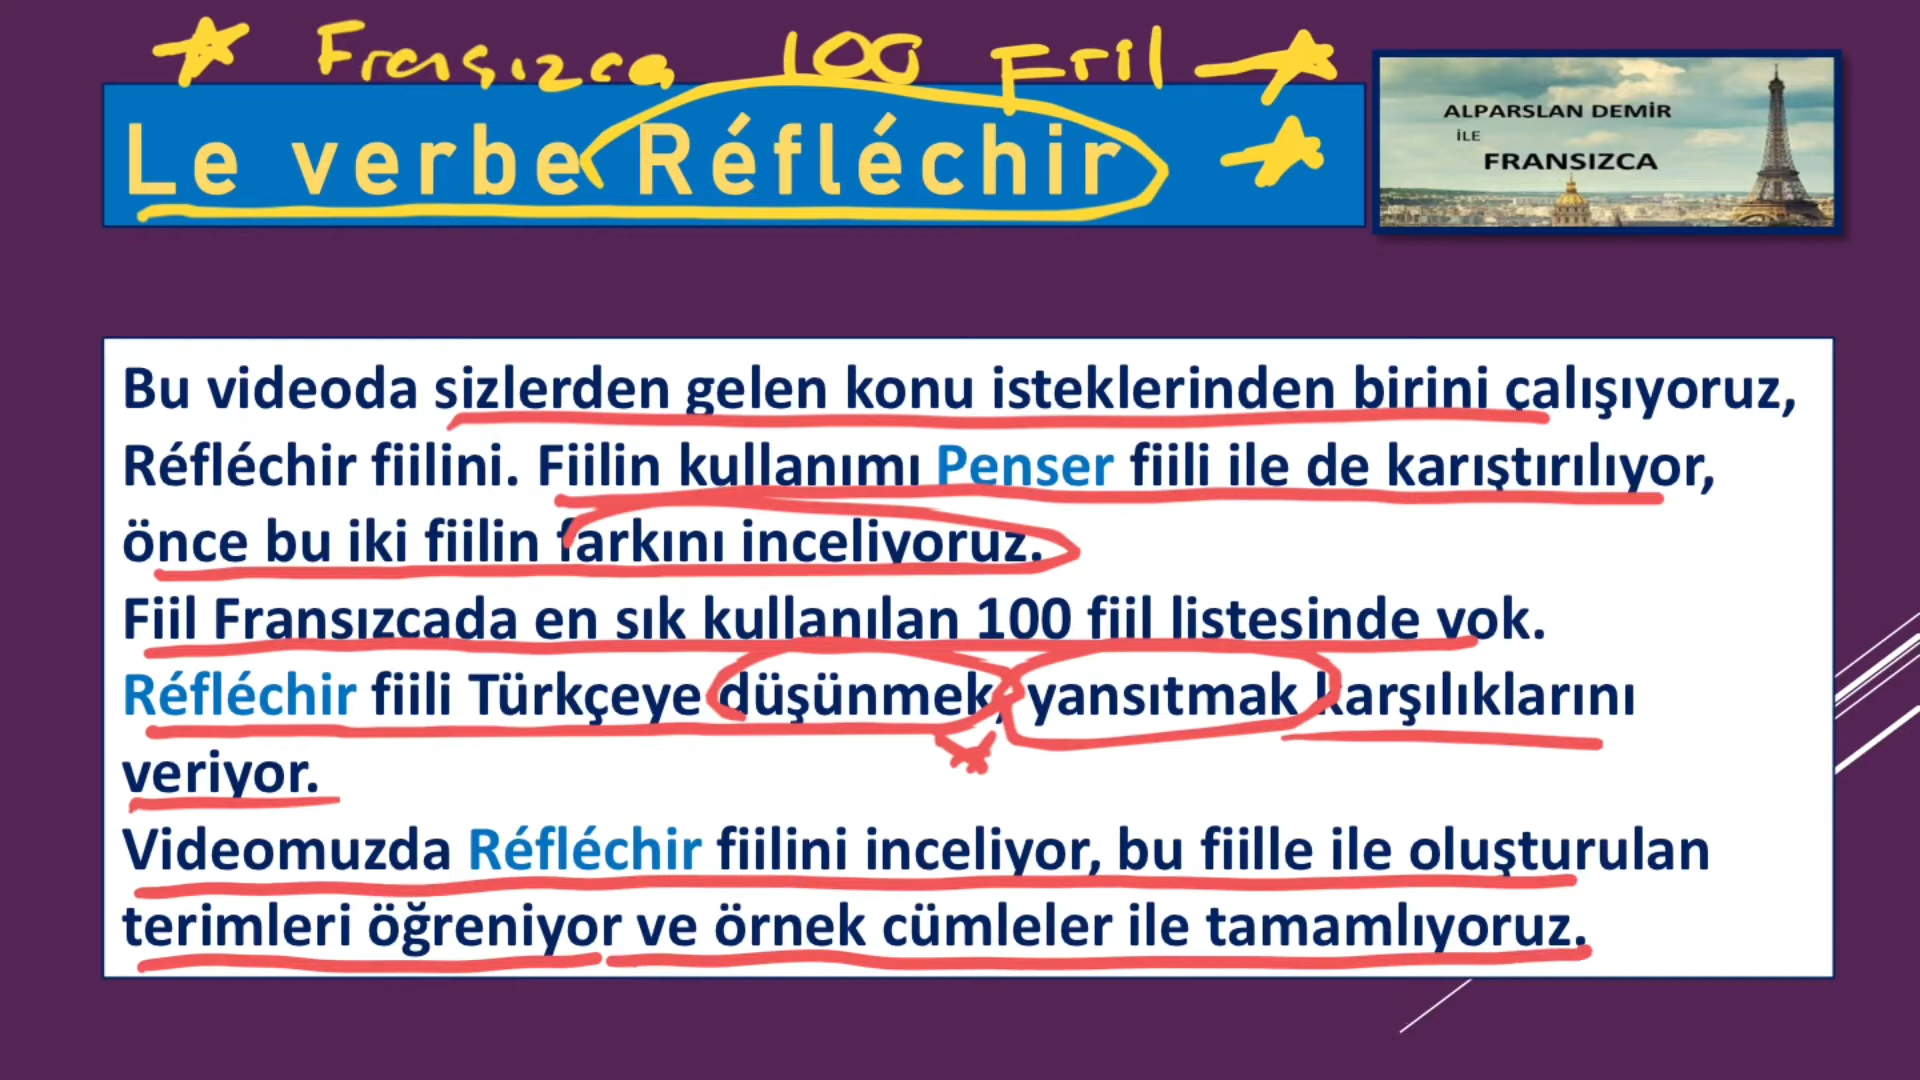 Fransızca 100 Fiil
Le verbe Réfléchir
ALPARSLAN DEMİR
İLE
FRANSIZCA
Bu videoda sizlerden gelen konu isteklerinden birini çalışıyoruz,
Réfléchir fiilini. Fiilin kullanımı Penser fiili ile de karıştırılıyor,
önce bu iki fiilin farkını inceliyoruz.
Fiil Fransızcada en sık kullanılan 100 fiil listesinde yok.
Réfléchir fiili Türkçeye düşünmek, yansıtmak karşılıklarını
veriyor.
Videomuzda Réfléchir fiilini inceliyor, bu fiille ile oluşturulan
terimleri öğreniyor ve örnek cümleler ile tamamlıyoruz.